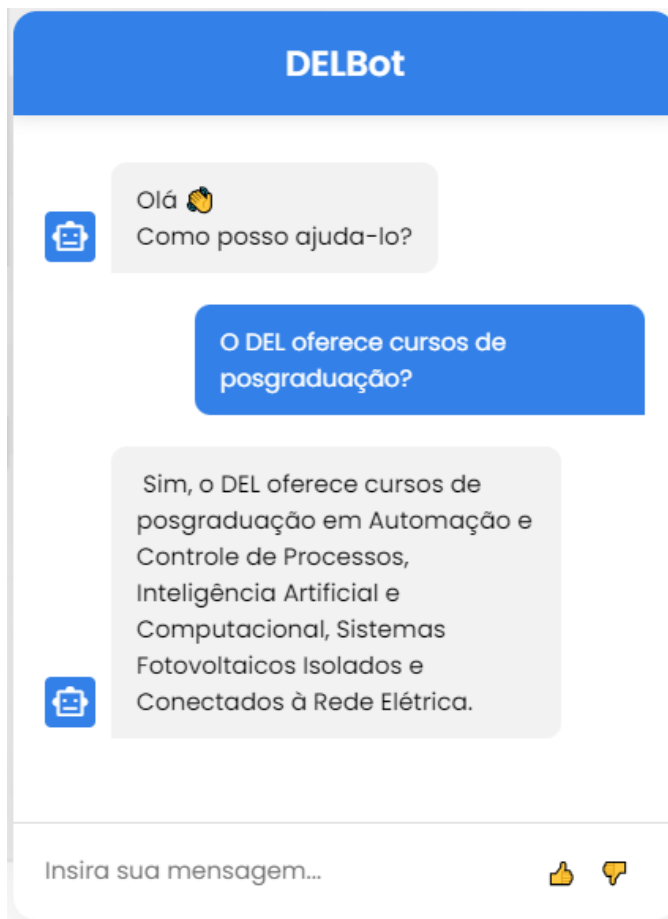 DELBot
Olá 👏
Como posso ajuda-lo?
O DEL oferece cursos de
posgraduação?
Sim, o DEL oferece cursos de
posgraduação em Automação e
Controle de Processos,
Inteligência Artificial e
Computacional, Sistemas
Fotovoltaicos Isolados e
Conectados à Rede Elétrica.
Insira sua mensagem...